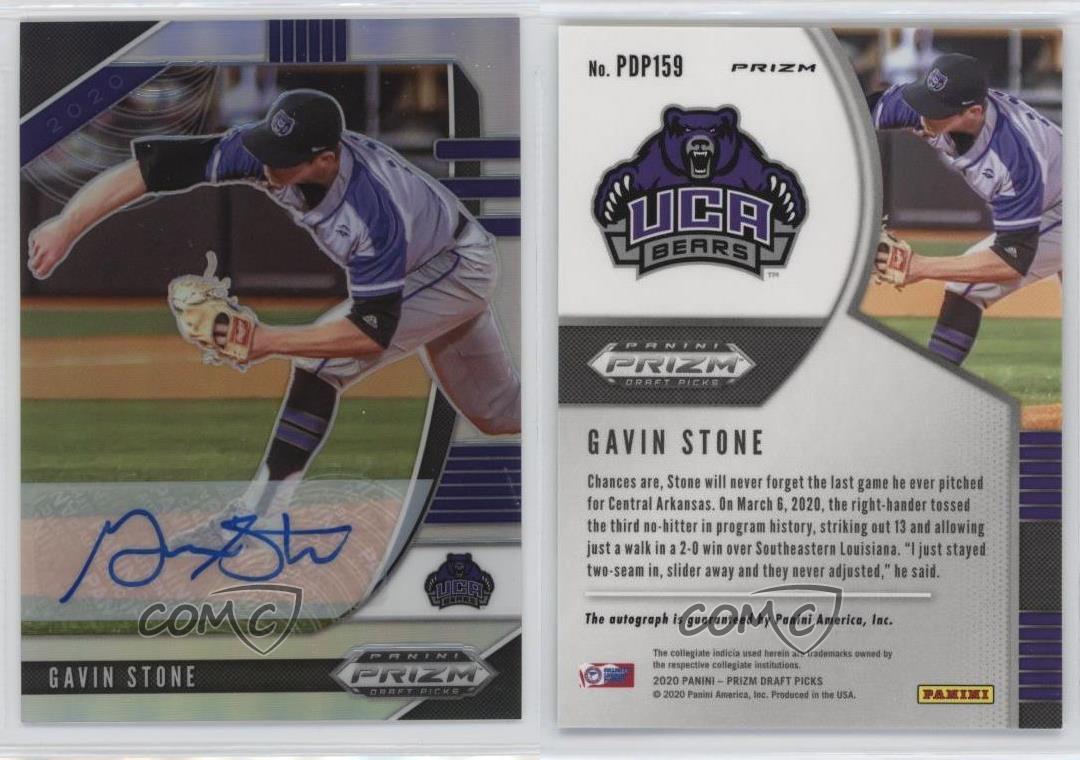 2020
Gavin Stone
UCA
BEARS
COMC
GAVIN STONE
PANINI
PRIZM
DRAFT PICKS
No. PDP159
PRIZM
UCA
BEARS
TM
PANINI
PRIZM
DRAFT PICKS
GAVIN STONE
Chances are, Stone will never forget the last game he ever pitched
for Central Arkansas. On March 6, 2020, the right-hander tossed
the third no-hitter in program history, striking out 13 and allowing
just a walk in a 2-0 win over Southeastern Louisiana. “I just stayed
two-seam in, slider away and they never adjusted,” he said.
The autograph is guaranteed by Panini America, Inc.
COMC
The collegiate indicia used herein are trademarks owned by
the respective collegiate institutions.
2020 PANINI – PRIZM DRAFT PICKS
© 2020 Panini America, Inc. Produced in the USA.
PANINI